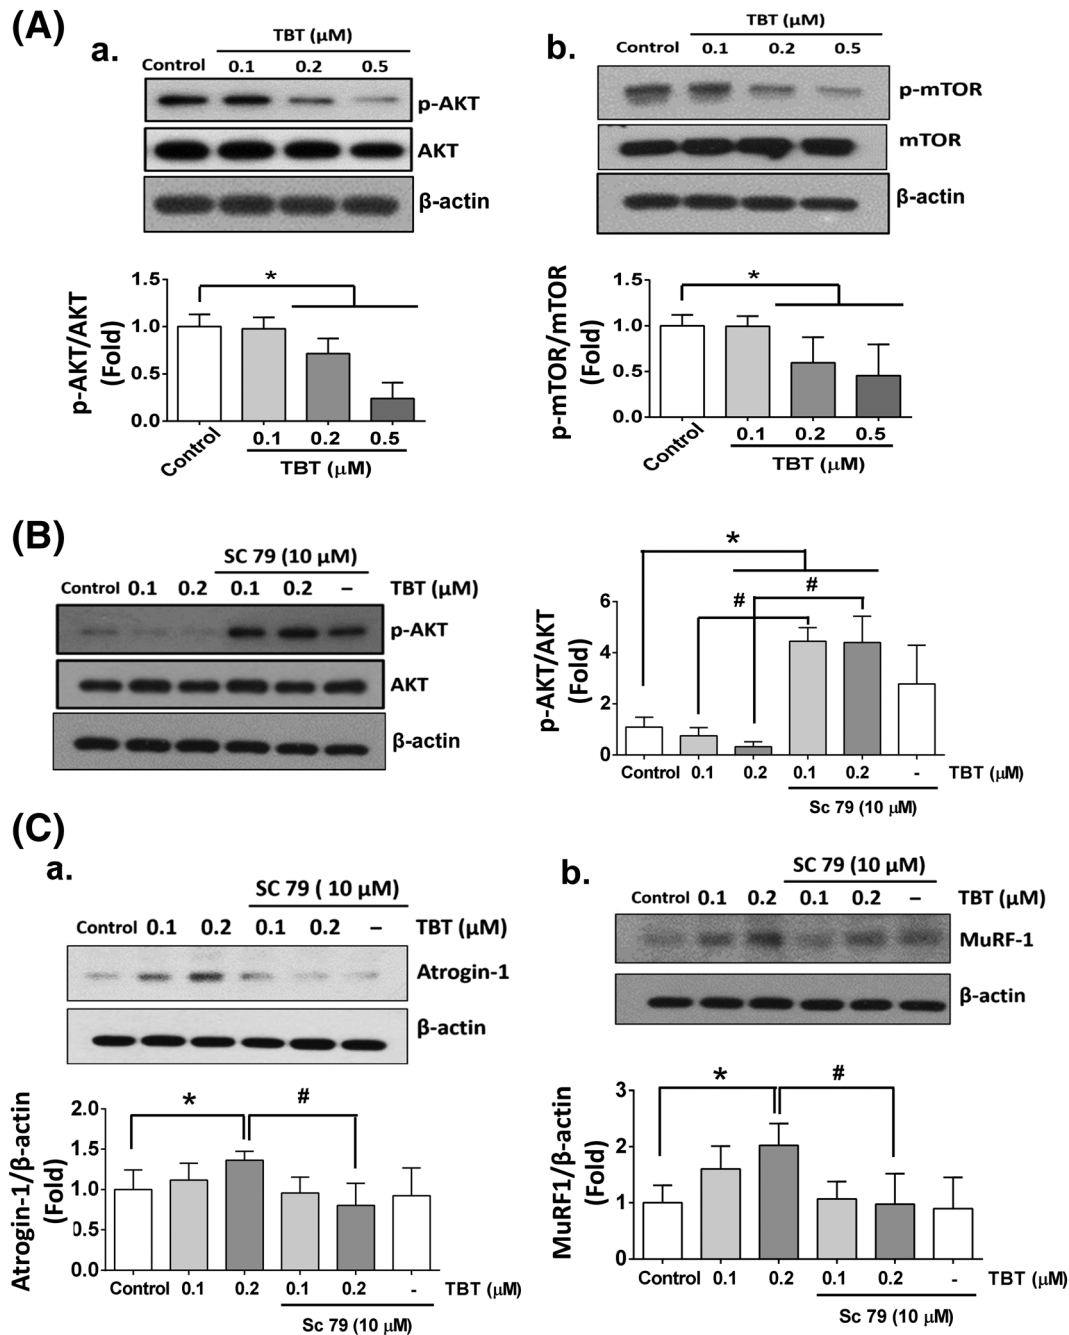 (A)
a.
TBT (μM)
Control 0.1 0.2 0.5
p-AKT
AKT
β-actin
p-AKT/AKT
(Fold)
1.5
1.0
0.5
0.0
*
Control 0.1 0.2 0.5
TBT (μM)
b.
TBT (μM)
Control 0.1 0.2 0.5
p-mTOR
mTOR
β-actin
p-mTOR/mTOR
(Fold)
1.5
1.0
0.5
0.0
*
Control 0.1 0.2 0.5
TBT (μM)
(B)
SC 79 (10 μM)
Control 0.1 0.2 0.1 0.2 – TBT (μM)
p-AKT
AKT
β-actin
p-AKT/AKT
(Fold)
6
4
2
0
*
#
#
Control 0.1 0.2 0.1 0.2 - TBT (μM)
Sc 79 (10 μM)
(C)
a.
SC 79 ( 10 μM)
Control 0.1 0.2 0.1 0.2 – TBT (μM)
Atrogin-1
β-actin
Atrogin-1/β-actin
(Fold)
2.0
1.5
1.0
0.5
0.0
*
#
Control 0.1 0.2 0.1 0.2 - TBT (μM)
Sc 79 (10 μM)
b.
SC 79 (10 μM)
Control 0.1 0.2 0.1 0.2 – TBT (μM)
MuRF-1
β-actin
MuRF1/β-actin
(Fold)
3
2
1
0
*
#
Control 0.1 0.2 0.1 0.2 - TBT (μM)
Sc 79 (10 μM)